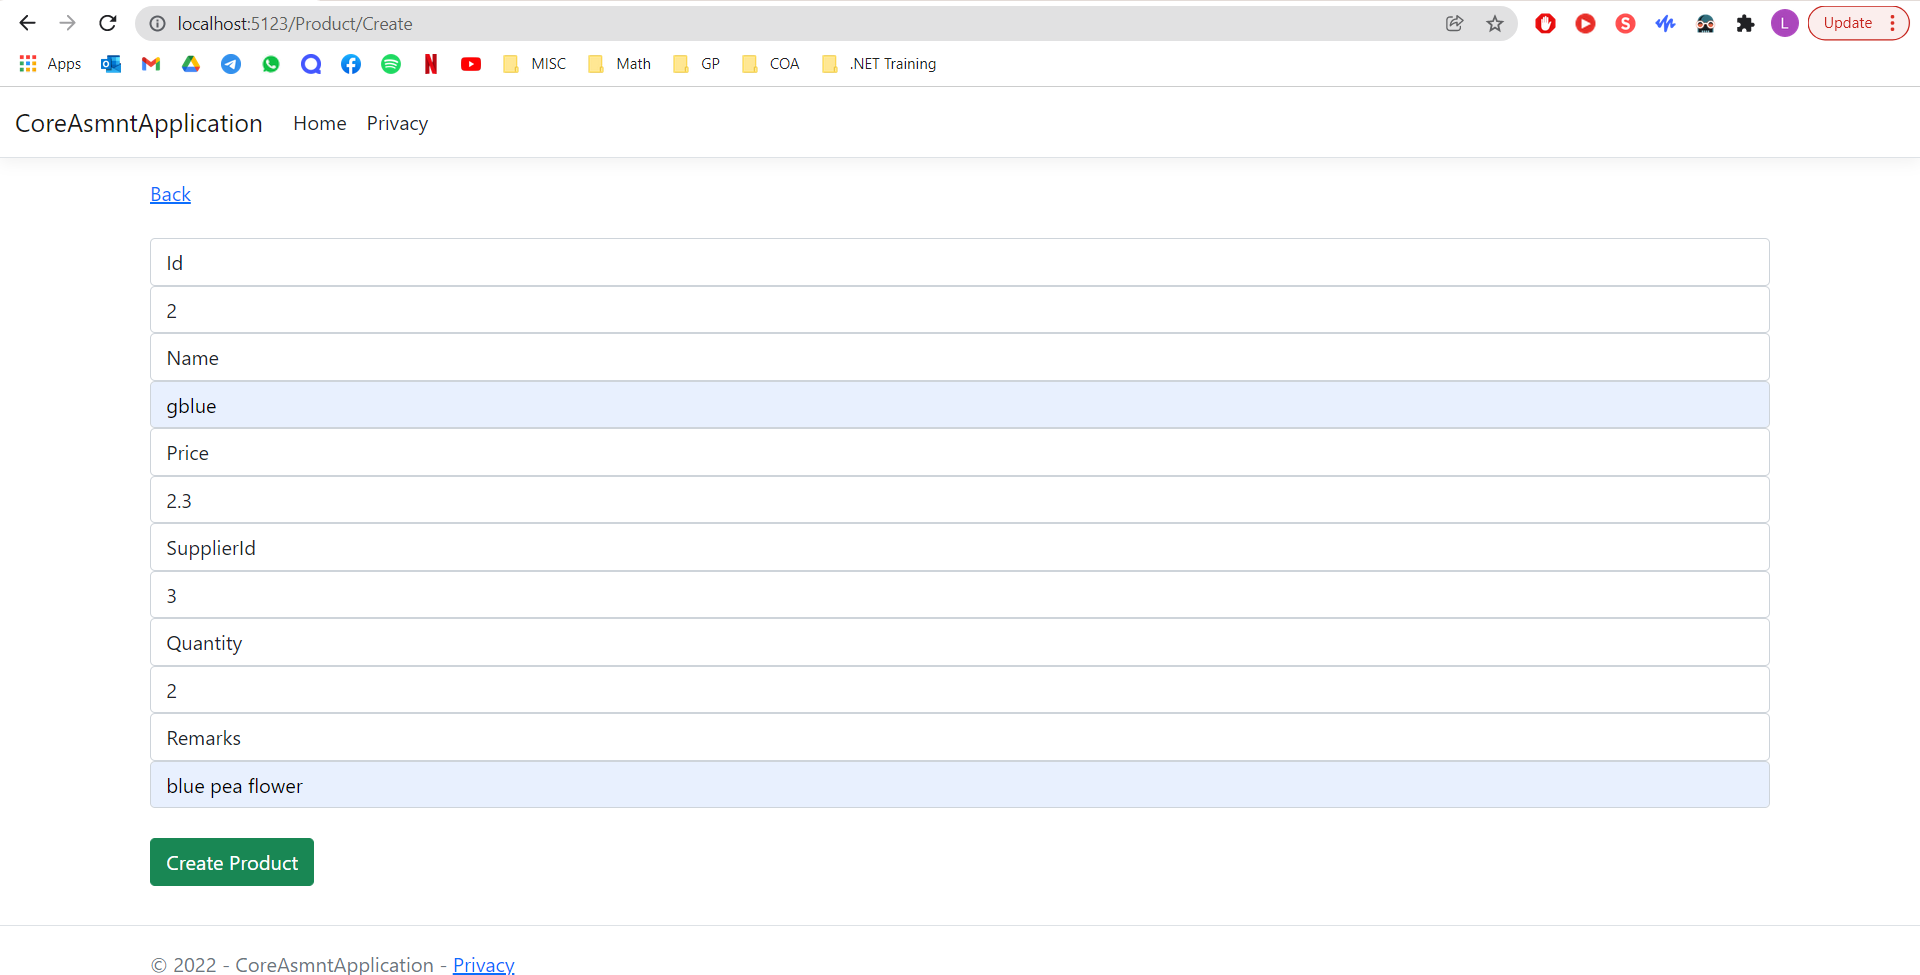 localhost:5123/Product/Create
L
Update
Apps
MISC
Math
GP
COA
.NET Training
CoreAsmntApplication Home Privacy
Back
Id
2
Name
gblue
Price
2.3
SupplierId
3
Quantity
2
Remarks
blue pea flower
Create Product
© 2022 - CoreAsmntApplication - Privacy